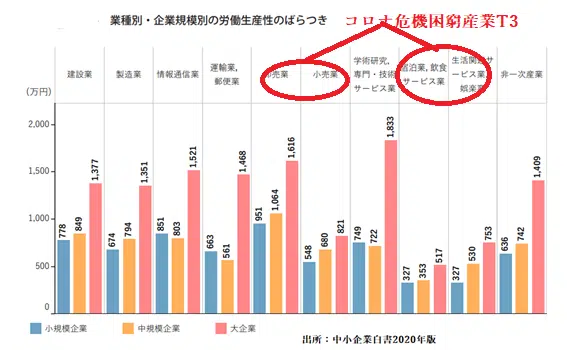 業種別・企業規模別の労働生産性のばらつき
コロナ危機困窮産業T3
建設業
製造業
情報通信業
運輸業,
郵便業
卸売業
小売業
学術研究,
専門・技術
サービス業
宿泊業,飲食
サービス業
生活関連サ
ービス業,
娯楽業
非一次産業
(万円)
2,000
1,500
1,000
500
0
778
849
1,377
674
794
1,351
851
803
1,521
663
561
1,468
951
1,064
1,616
548
680
821
749
722
1,833
327
353
517
327
530
753
636
742
1,409
小規模企業
中規模企業
大企業
出所:中小企業白書2020年版